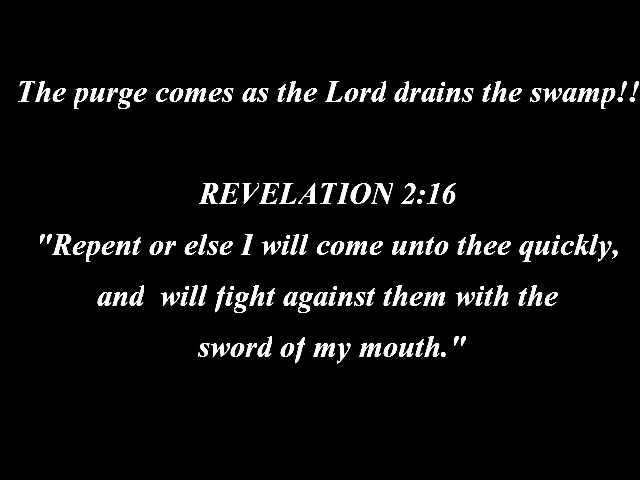 The purge comes as the Lord drains the swamp!!
REVELATION 2:16
"Repent or else I will come unto thee quickly,
and  will fight against them with the
sword of my mouth."